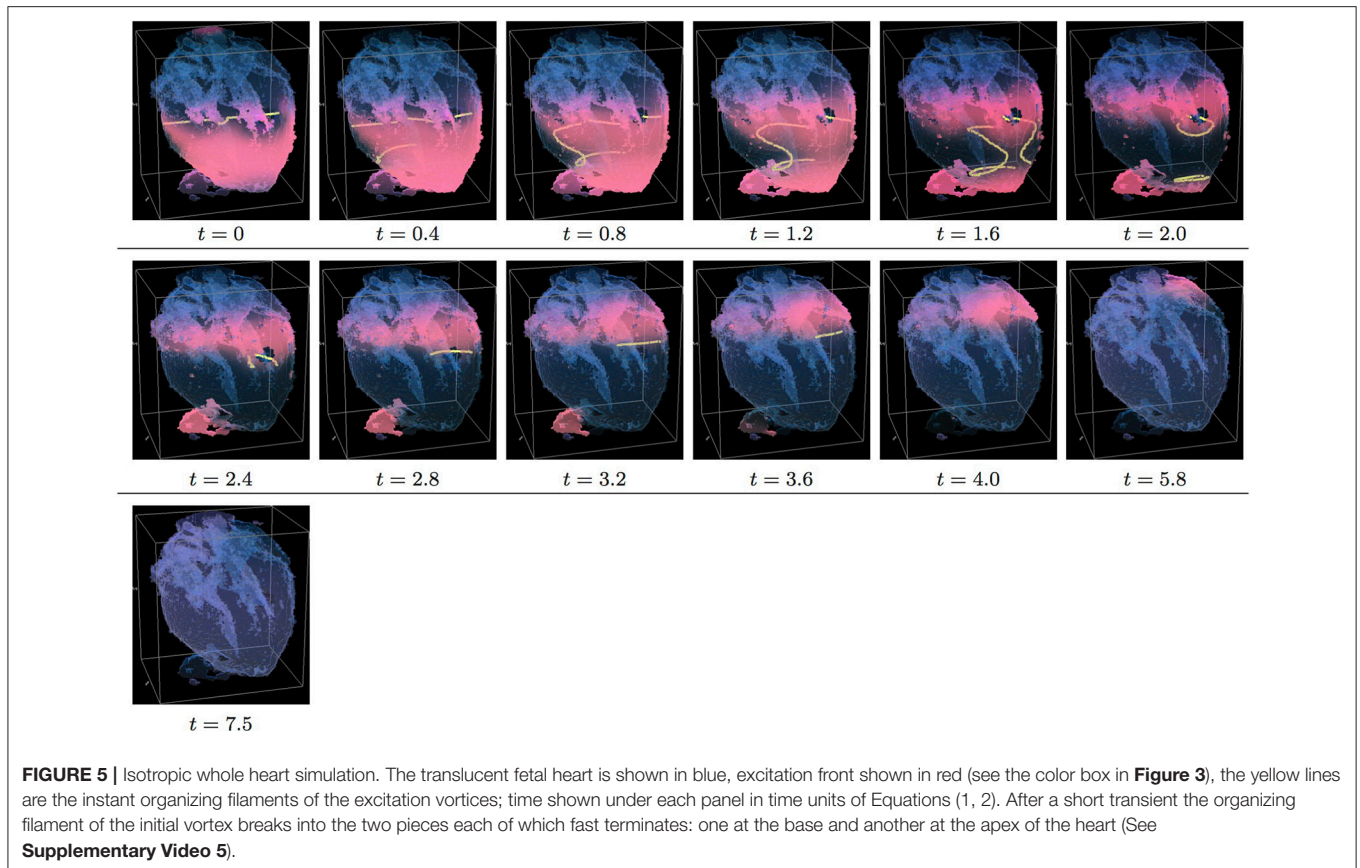 t = 0 t = 0.4 t = 0.8 t = 1.2 t = 1.6 t = 2.0
t = 2.4 t = 2.8 t = 3.2 t = 3.6 t = 4.0 t = 5.8
t = 7.5
FIGURE 5 | Isotropic whole heart simulation. The translucent fetal heart is shown in blue, excitation front shown in red (see the color box in Figure 3), the yellow lines
are the instant organizing filaments of the excitation vortices; time shown under each panel in time units of Equations (1, 2). After a short transient the organizing
filament of the initial vortex breaks into the two pieces each of which fast terminates: one at the base and another at the apex of the heart (See
Supplementary Video 5).